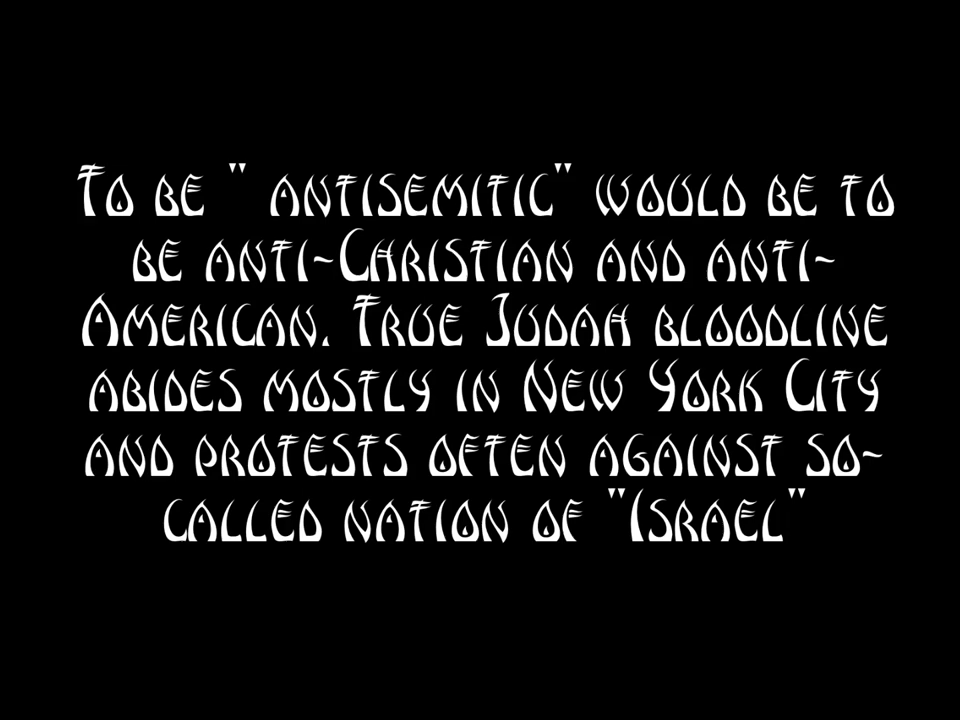 To be " antisemitic" would be to
be anti-Christian and anti-
American. True Judah bloodline
abides mostly in New York City
and protests often against so-
called nation of "Israel"